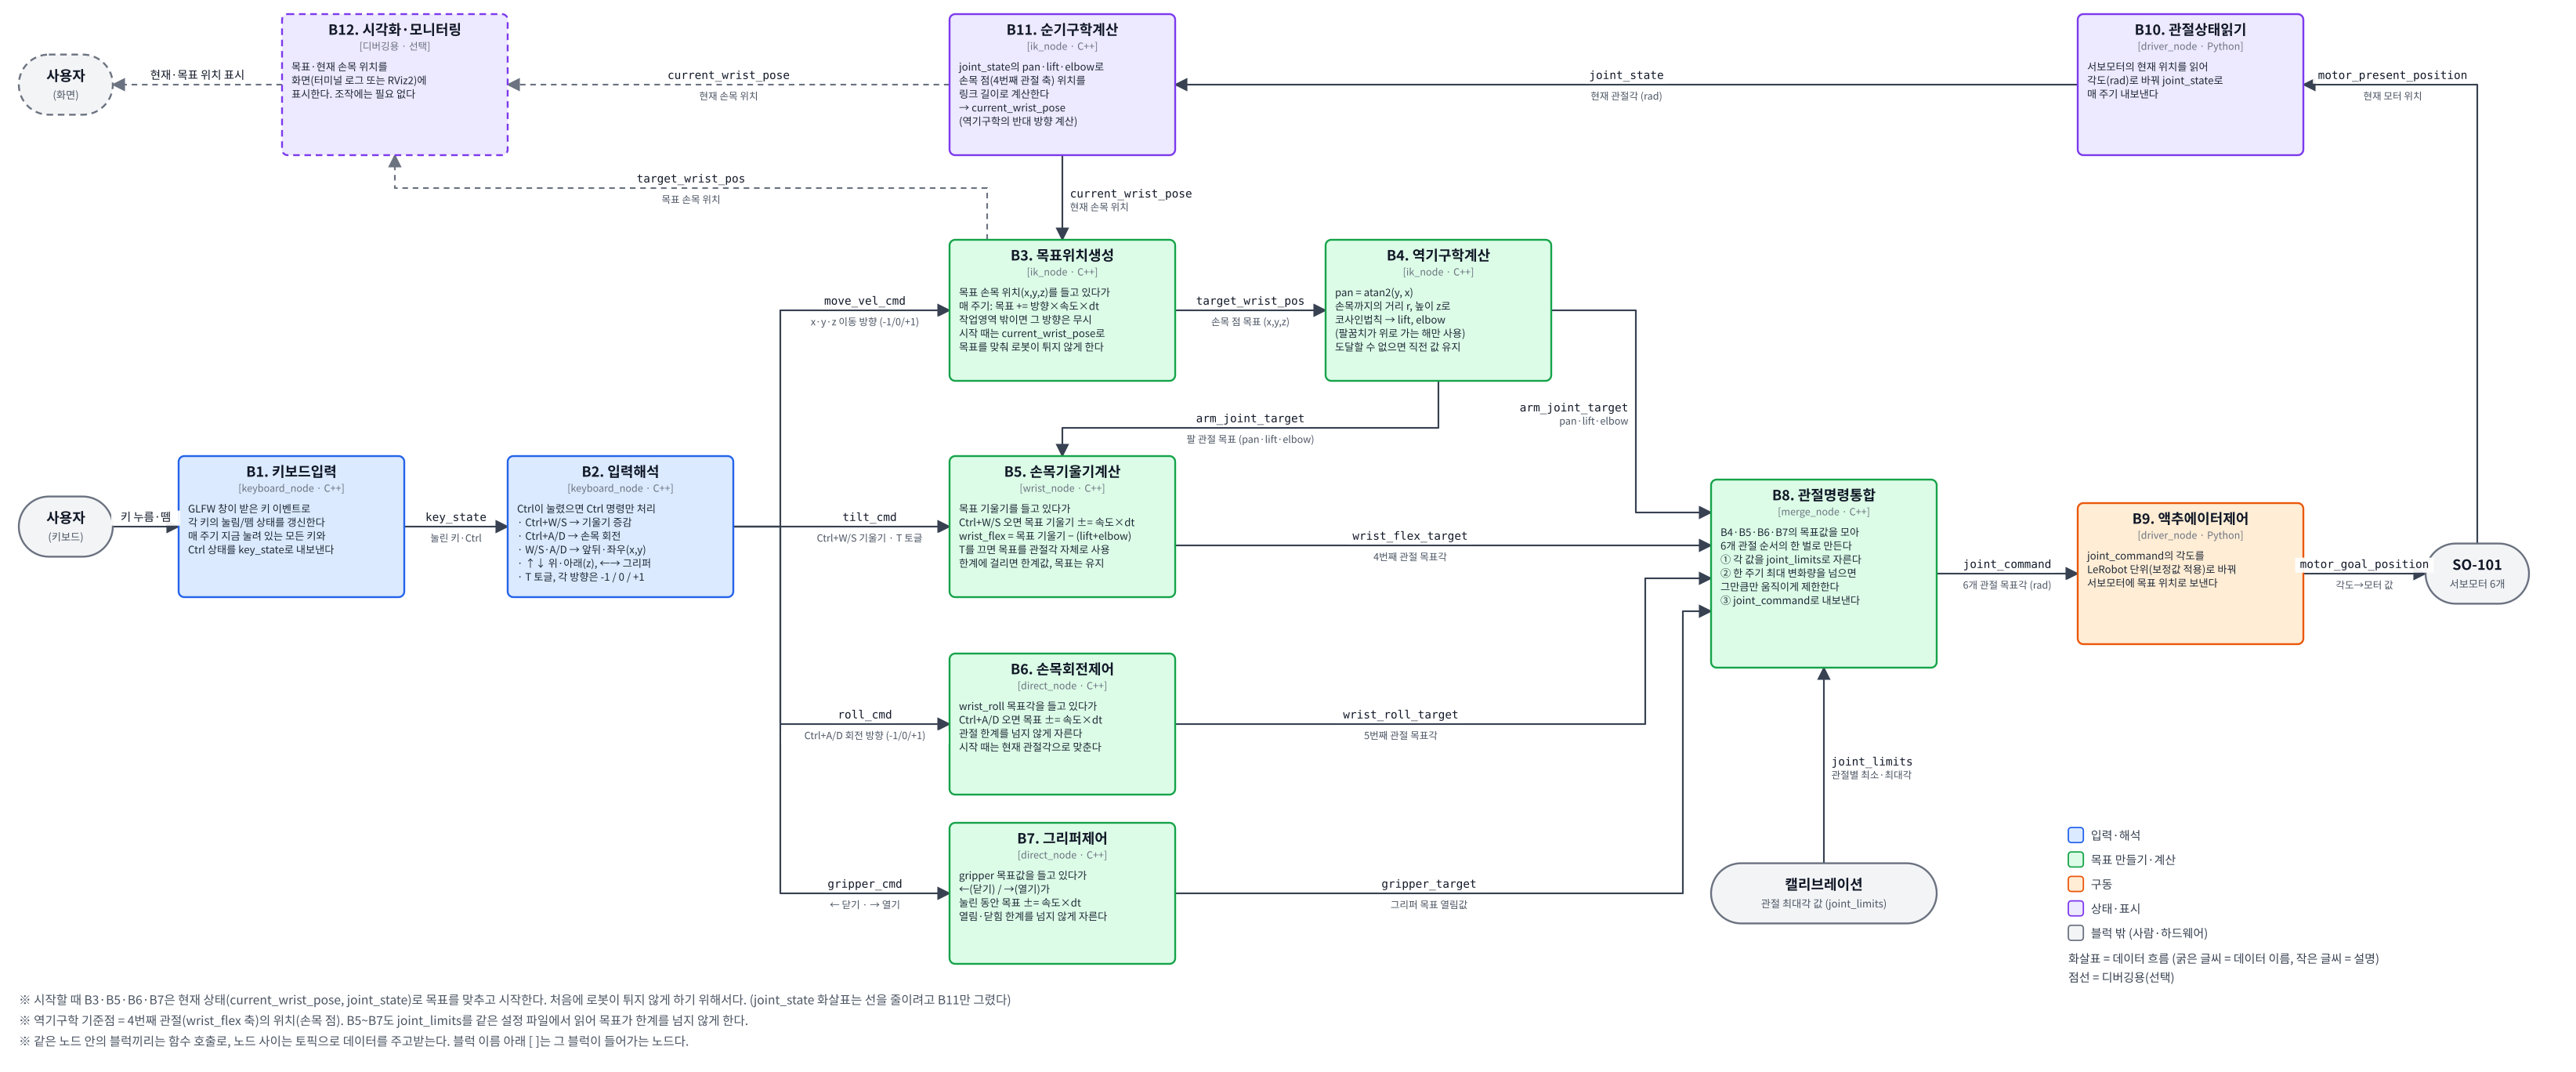 B12. 시각화·모니터링
[디버깅용 · 선택]
목표·현재 손목 위치를
화면(터미널 로그 또는 RViz2)에
표시한다. 조작에는 필요 없다
B11. 순기구학계산
[ik_node · C++]
joint_state의 pan·lift·elbow로
손목 점(4번째 관절 축) 위치를
링크 길이로 계산한다
→ current_wrist_pose
(역기구학의 반대 방향 계산)
B10. 관절상태읽기
[driver_node · Python]
서보모터의 현재 위치를 읽어
각도(rad)로 바꿔 joint_state로
매 주기 내보낸다
사용자
(화면)
현재·목표 위치 표시
current_wrist_pose
현재 손목 위치
joint_state
현재 관절각 (rad)
motor_present_position
현재 모터 위치
target_wrist_pos
목표 손목 위치
current_wrist_pose
현재 손목 위치
B3. 목표위치생성
[ik_node · C++]
목표 손목 위치(x,y,z)를 들고 있다가
매 주기: 목표 += 방향×속도×dt
작업영역 밖이면 그 방향은 무시
시작 때는 current_wrist_pose로
목표를 맞춰 로봇이 튀지 않게 한다
B4. 역기구학계산
[ik_node · C++]
pan = atan2(y, x)
손목까지의 거리 r, 높이 z로
코사인법칙 → lift, elbow
(팔꿈치가 위로 가는 해만 사용)
도달할 수 없으면 직전 값 유지
move_vel_cmd
x·y·z 이동 방향 (-1/0/+1)
target_wrist_pos
손목 점 목표 (x,y,z)
arm_joint_target
팔 관절 목표 (pan·lift·elbow)
arm_joint_target
pan·lift·elbow
사용자
(키보드)
키 누름·뗌
B1. 키보드입력
[keyboard_node · C++]
GLFW 창이 받은 키 이벤트로
각 키의 눌림/뗌 상태를 갱신한다
매 주기 지금 눌려 있는 모든 키와
Ctrl 상태를 key_state로 내보낸다
key_state
눌린 키·Ctrl
B2. 입력해석
[keyboard_node · C++]
Ctrl이 눌렸으면 Ctrl 명령만 처리
· Ctrl+W/S → 기울기 증감
· Ctrl+A/D → 손목 회전
· W/S·A/D → 앞뒤·좌우(x,y)
· ↑↓ 위·아래(z), ←→ 그리퍼
· T 토글, 각 방향은 -1 / 0 / +1
tilt_cmd
Ctrl+W/S 기울기 · T 토글
B5. 손목기울기계산
[wrist_node · C++]
목표 기울기를 들고 있다가
Ctrl+W/S 오면 목표 기울기 ±= 속도×dt
wrist_flex = 목표 기울기 − (lift+elbow)
T를 끄면 목표를 관절각 자체로 사용
한계에 걸리면 한계값, 목표는 유지
wrist_flex_target
4번째 관절 목표각
B8. 관절명령통합
[merge_node · C++]
B4·B5·B6·B7의 목표값을 모아
6개 관절 순서의 한 벌로 만든다
① 각 값을 joint_limits로 자른다
② 한 주기 최대 변화량을 넘으면
그만큼만 움직이게 제한한다
③ joint_command로 내보낸다
joint_command
6개 관절 목표각 (rad)
B9. 액추에이터제어
[driver_node · Python]
joint_command의 각도를
LeRobot 단위(보정값 적용)로 바꿔
서보모터에 목표 위치로 보낸다
motor_goal_position
각도→모터 값
SO-101
서보모터 6개
roll_cmd
Ctrl+A/D 회전 방향 (-1/0/+1)
B6. 손목회전제어
[direct_node · C++]
wrist_roll 목표각을 들고 있다가
Ctrl+A/D 오면 목표 ±= 속도×dt
관절 한계를 넘지 않게 자른다
시작 때는 현재 관절각으로 맞춘다
wrist_roll_target
5번째 관절 목표각
joint_limits
관절별 최소·최대각
gripper_cmd
← 닫기 · → 열기
B7. 그리퍼제어
[direct_node · C++]
gripper 목표값을 들고 있다가
←(닫기) / →(열기)가
눌린 동안 목표 ±= 속도×dt
열림·닫힘 한계를 넘지 않게 자른다
gripper_target
그리퍼 목표 열림값
캘리브레이션
관절 최대각 값 (joint_limits)
입력·해석
목표 만들기·계산
구동
상태·표시
블럭 밖 (사람·하드웨어)
화살표 = 데이터 흐름 (굵은 글씨 = 데이터 이름, 작은 글씨 = 설명)
점선 = 디버깅용(선택)
※ 시작할 때 B3·B5·B6·B7은 현재 상태(current_wrist_pose, joint_state)로 목표를 맞추고 시작한다. 처음에 로봇이 튀지 않게 하기 위해서다. (joint_state 화살표는 선을 줄이려고 B11만 그렸다)
※ 역기구학 기준점 = 4번째 관절(wrist_flex 축)의 위치(손목 점). B5~B7도 joint_limits를 같은 설정 파일에서 읽어 목표가 한계를 넘지 않게 한다.
※ 같은 노드 안의 블럭끼리는 함수 호출로, 노드 사이는 토픽으로 데이터를 주고받는다. 블럭 이름 아래 [ ]는 그 블럭이 들어가는 노드다.